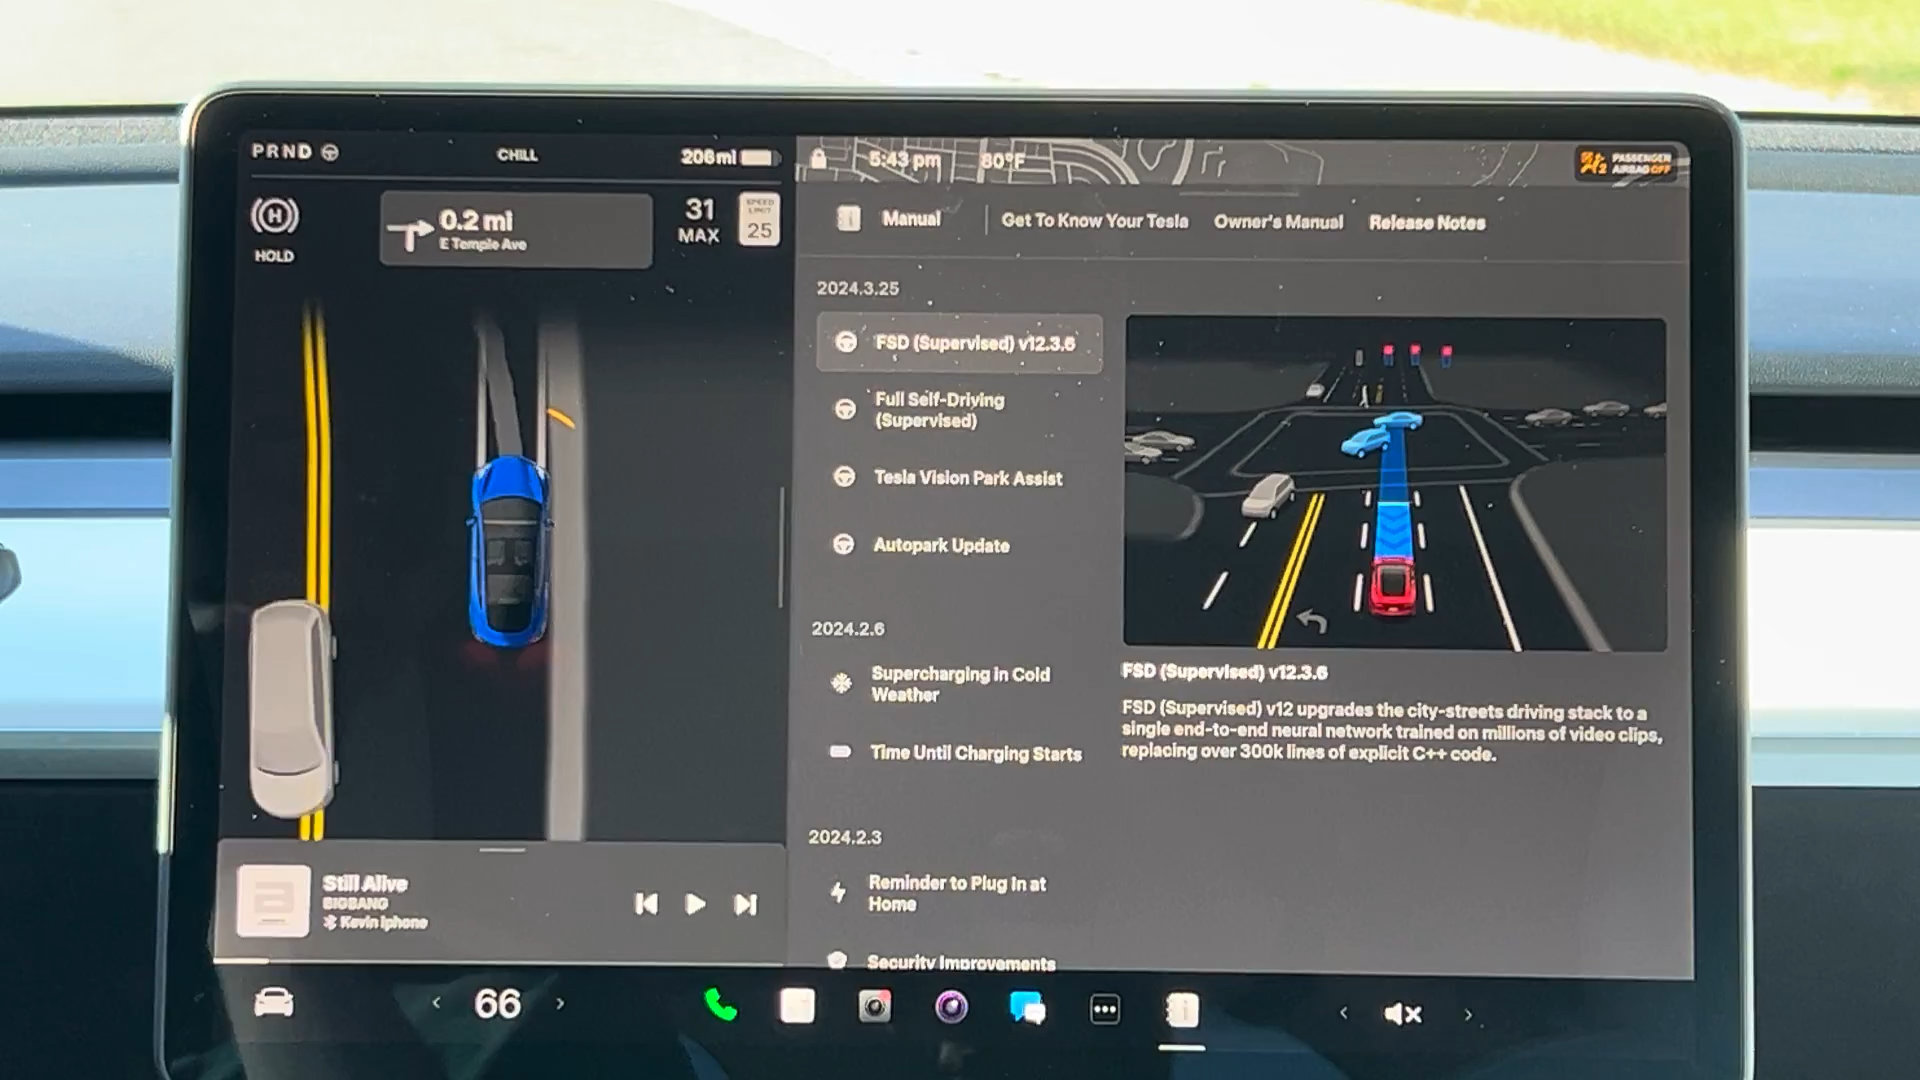 PRND
CHILL
206mi
HOLD
0.2 mi
E Temple Ave
31
MAX
SPEED
LIMIT
25
5:43 pm
80°F
PASSENGER
AIRBAG OFF
Manual
Get To Know Your Tesla
Owner's Manual
Release Notes
2024.3.25
FSD (Supervised) v12.3.6
Full Self-Driving
(Supervised)
Tesla Vision Park Assist
Autopark Update
2024.2.6
Supercharging in Cold
Weather
Time Until Charging Starts
2024.2.3
Reminder to Plug In at
Home
Security Improvements
FSD (Supervised) v12.3.6
FSD (Supervised) v12 upgrades the city-streets driving stack to a
single end-to-end neural network trained on millions of video clips,
replacing over 300k lines of explicit C++ code.
Still Alive
BIGBANG
Kevin iphone
66